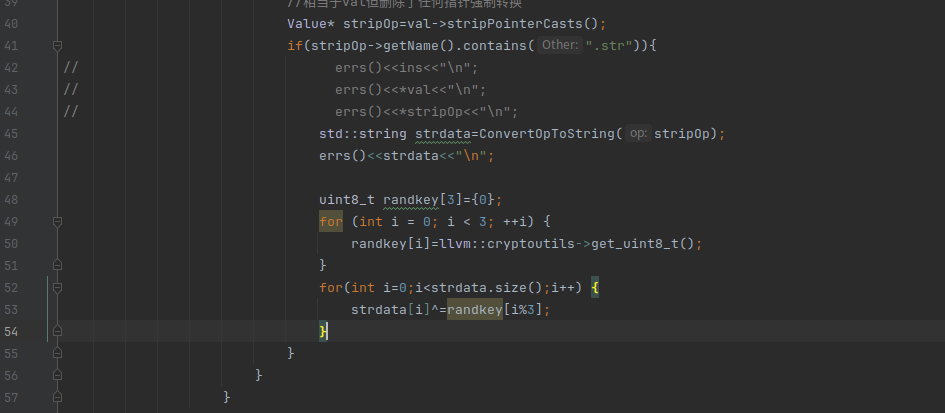 39 //相当于val但删除了任何指针强制转换
40 Value* stripOp=val->stripPointerCasts();
41 if(stripOp->getName().contains( Other: ".str")){
42 // errs()<<ins<<"\n";
43 // errs()<<*val<<"\n";
44 // errs()<<*stripOp<<"\n";
45 std::string strdata=ConvertOpToString( op: stripOp);
46 errs()<<strdata<<"\n";
47
48 uint8_t randkey[3]={0};
49 for (int i = 0; i < 3; ++i) {
50 randkey[i]=llvm::cryptoutils->get_uint8_t();
51 }
52 for(int i=0;i<strdata.size();i++) {
53 strdata[i]^=randkey[i%3];
54 }
55 }
56 }
57 }